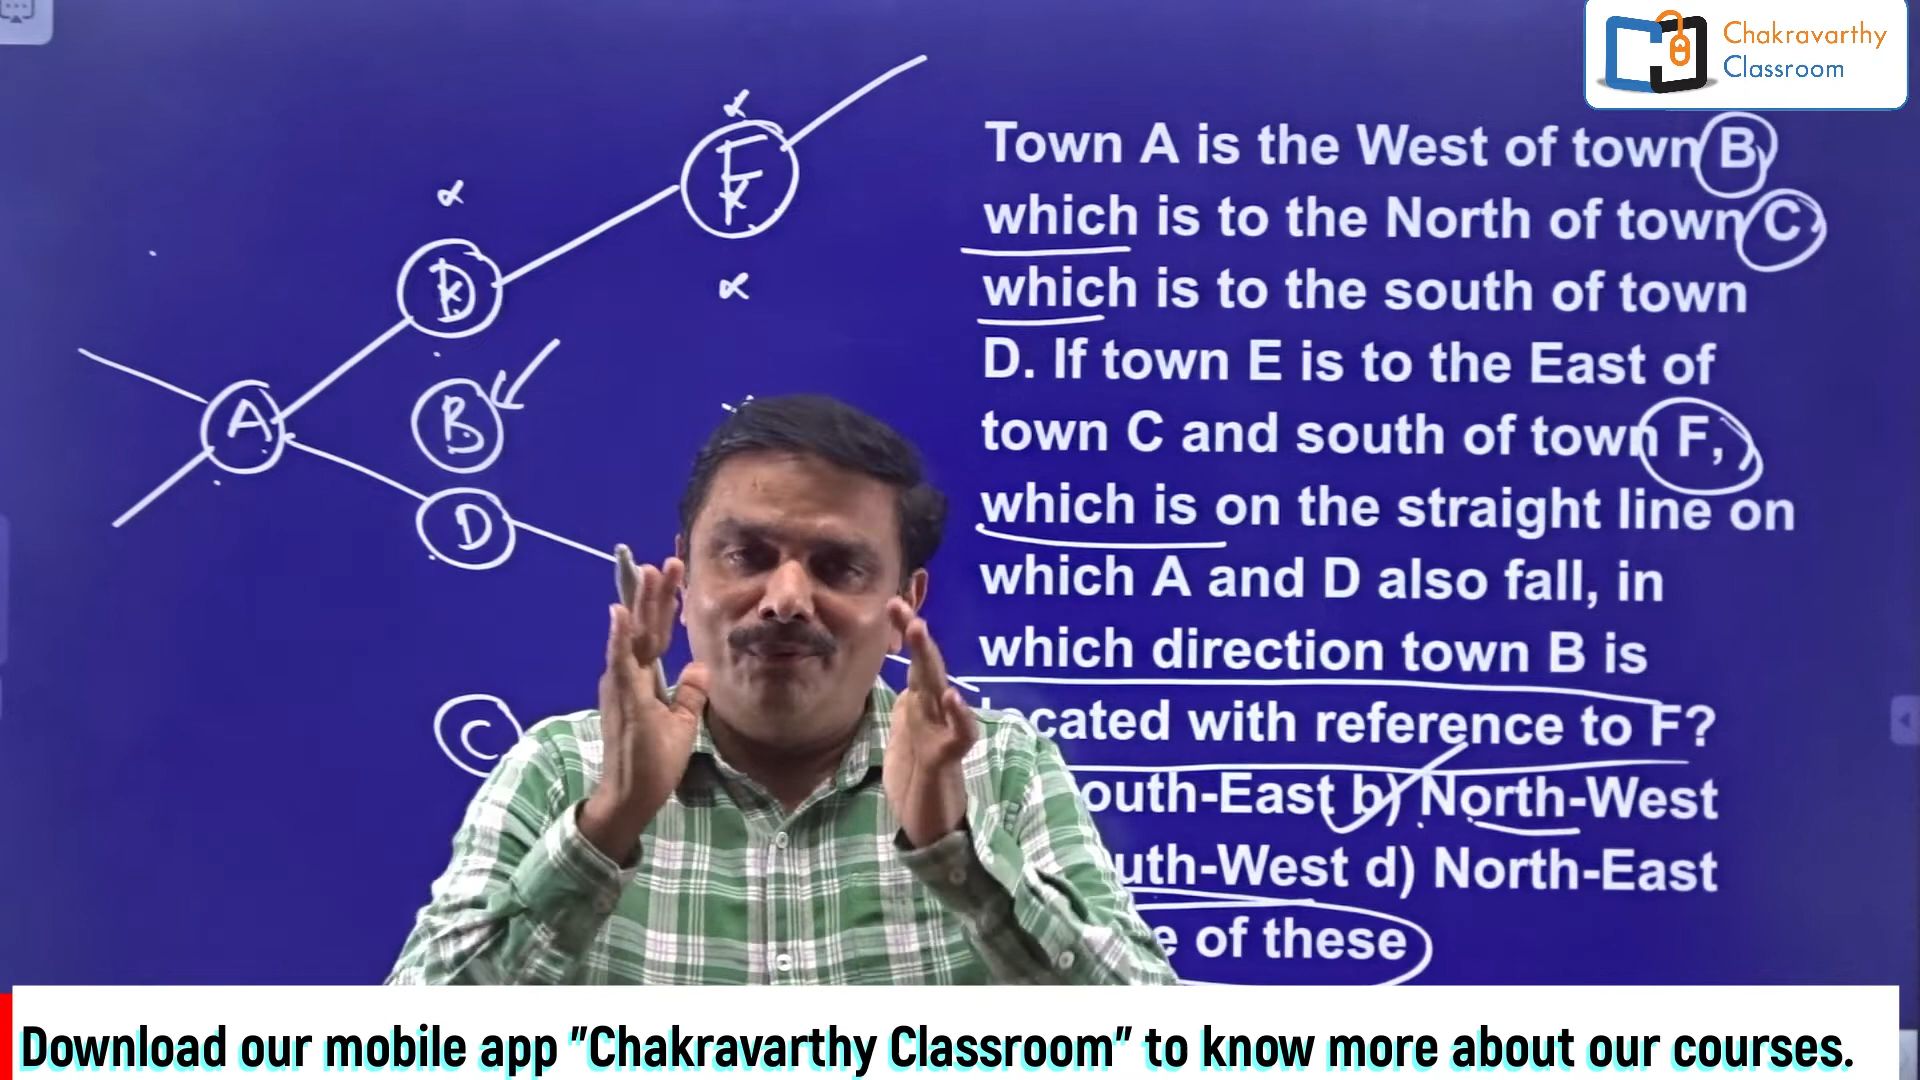 Chakravarthy
Classroom
Town A is the West of town B,
which is to the North of town C,
which is to the south of town
D. If town E is to the East of
town C and south of town F,
which is on the straight line on
which A and D also fall, in
which direction town B is
located with reference to F?
outh-East b) North-West
uth-West d) North-East
e of these
F
D
A
B
D
C
Download our mobile app "Chakravarthy Classroom" to know more about our courses.